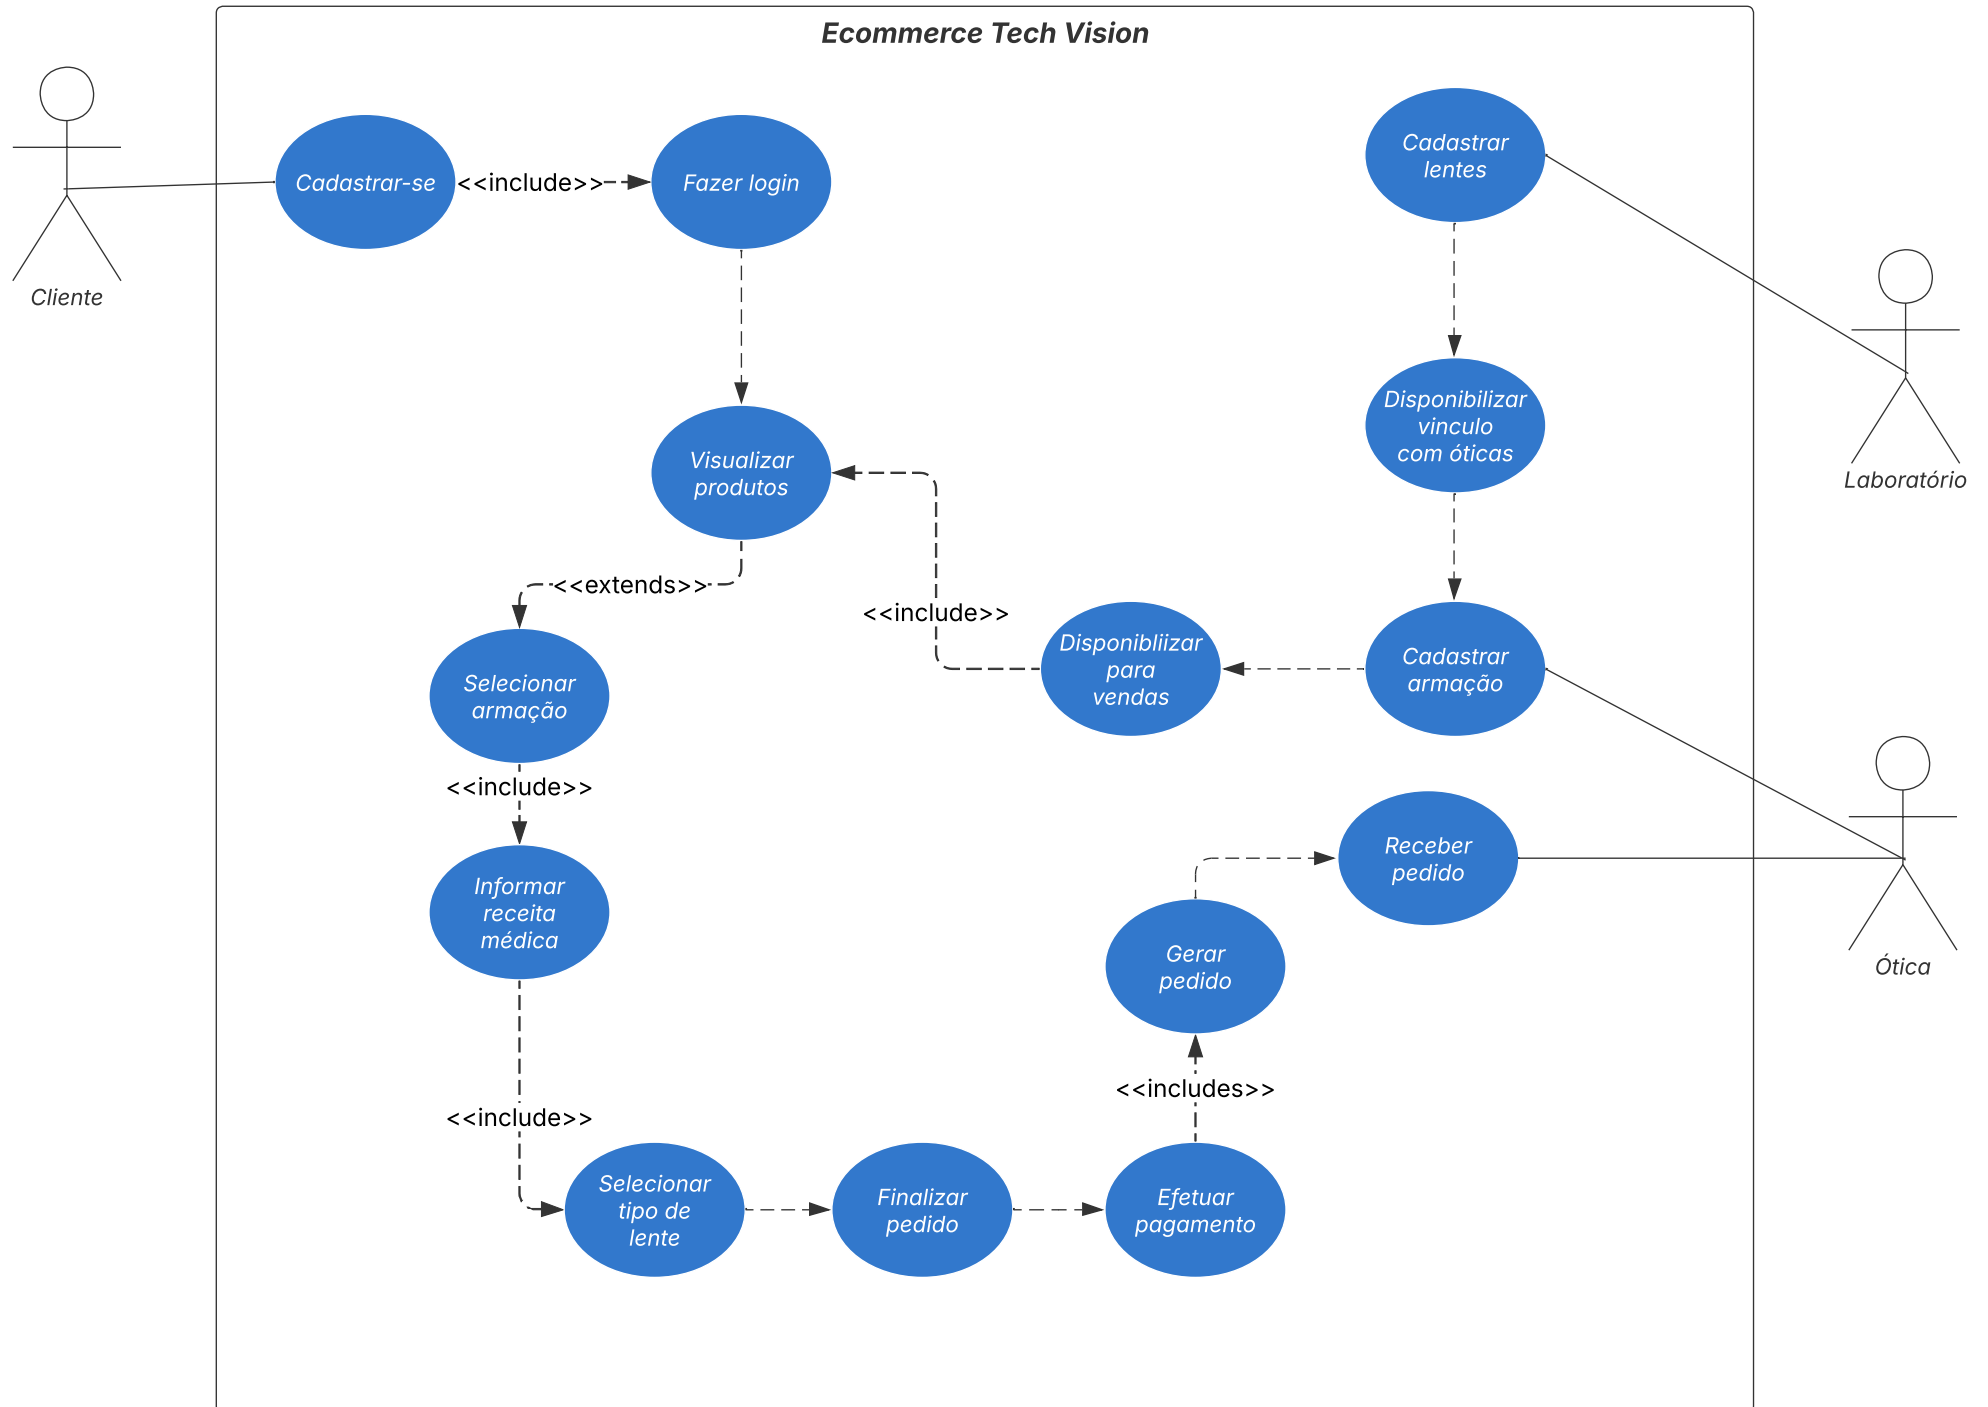 Ecommerce Tech Vision
Cliente
Cadastrar-se
<<include>>
Fazer login
Cadastrar
lentes
Laboratório
Disponibilizar
vinculo
com óticas
Visualizar
produtos
<<extends>>
<<include>>
Disponibliizar
para
vendas
Cadastrar
armação
Selecionar
armação
<<include>>
Informar
receita
médica
Receber
pedido
Ótica
Gerar
pedido
<<includes>>
<<include>>
Selecionar
tipo de
lente
Finalizar
pedido
Efetuar
pagamento